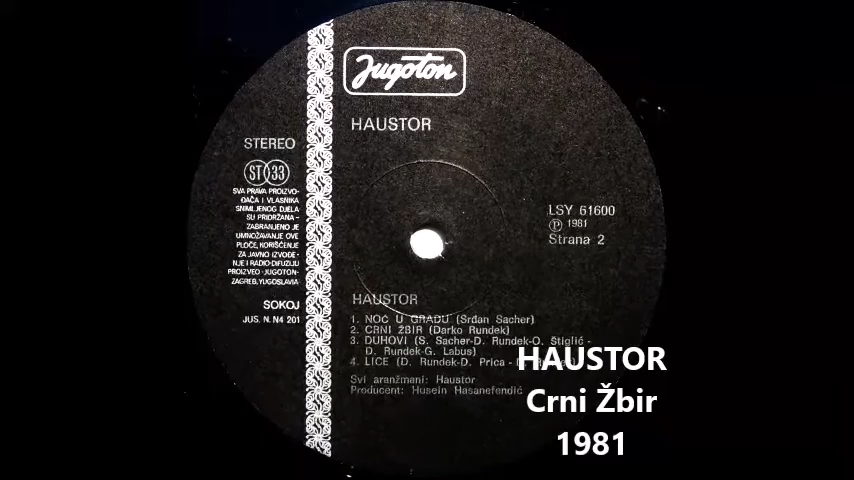 Jugoton
HAUSTOR
STEREO
ST 33
SVA PRAVA PROIZVO-
ĐAČA I VLASNIKA
SNIMLJENOG DJELA
SU PRIDRŽANA -
ZABRANJENO JE
UMNOŽAVANJE OVE
PLOČE, KORIŠĆENJE
ZA JAVNO IZVOĐE-
NJE I RADIO-DIFUZIJU
PROIZVEO - JUGOTON -
ZAGREB, YUGOSLAVIA
SOKOJ
JUS. N. N4 201
LSY 61600
Ⓟ 1981
Strana 2
HAUSTOR
1. NOĆ U GRADU (Srđan Sacher)
2. CRNI ŽBIR (Darko Rundek)
3. DUHOVI (S. Sacher-D. Rundek-O. Štiglić -
D. Rundek-G. Labus)
4. LICE (D. Rundek-D. Prica -
Svi aranžmani: Haustor
Producent: Husein Hasanefendić
HAUSTOR
Crni Žbir
1981